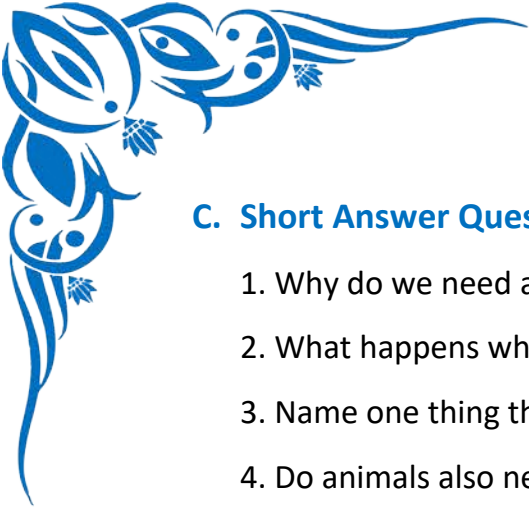 C. Short Answer Ques
1. Why do we need a
2. What happens wh
3. Name one thing th
4. Do animals also ne